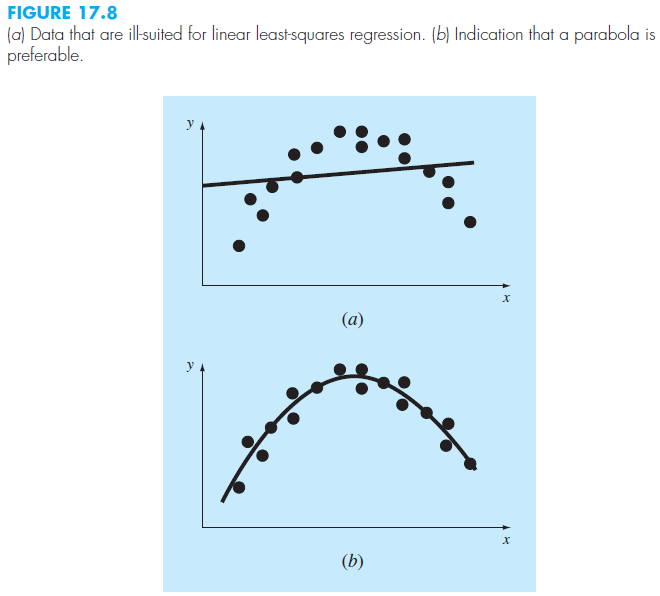 FIGURE 17.8
(a) Data that are ill-suited for linear least-squares regression. (b) Indication that a parabola is
preferable.
y
x
(a)
y
x
(b)